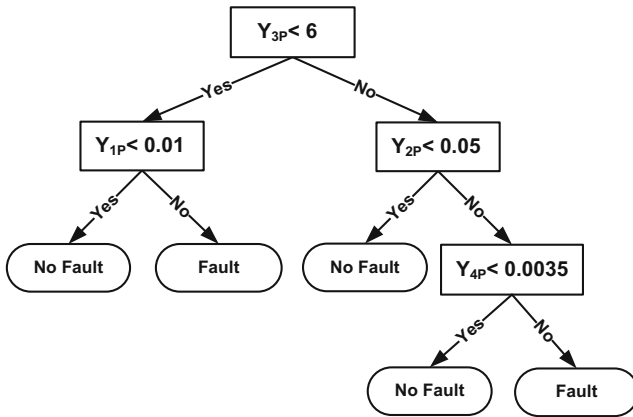 Y3P< 6
Yes
No
Y1P< 0.01
Y2P< 0.05
Yes
No
Yes
No
No Fault
Fault
No Fault
Y4P< 0.0035
Yes
No
No Fault
Fault